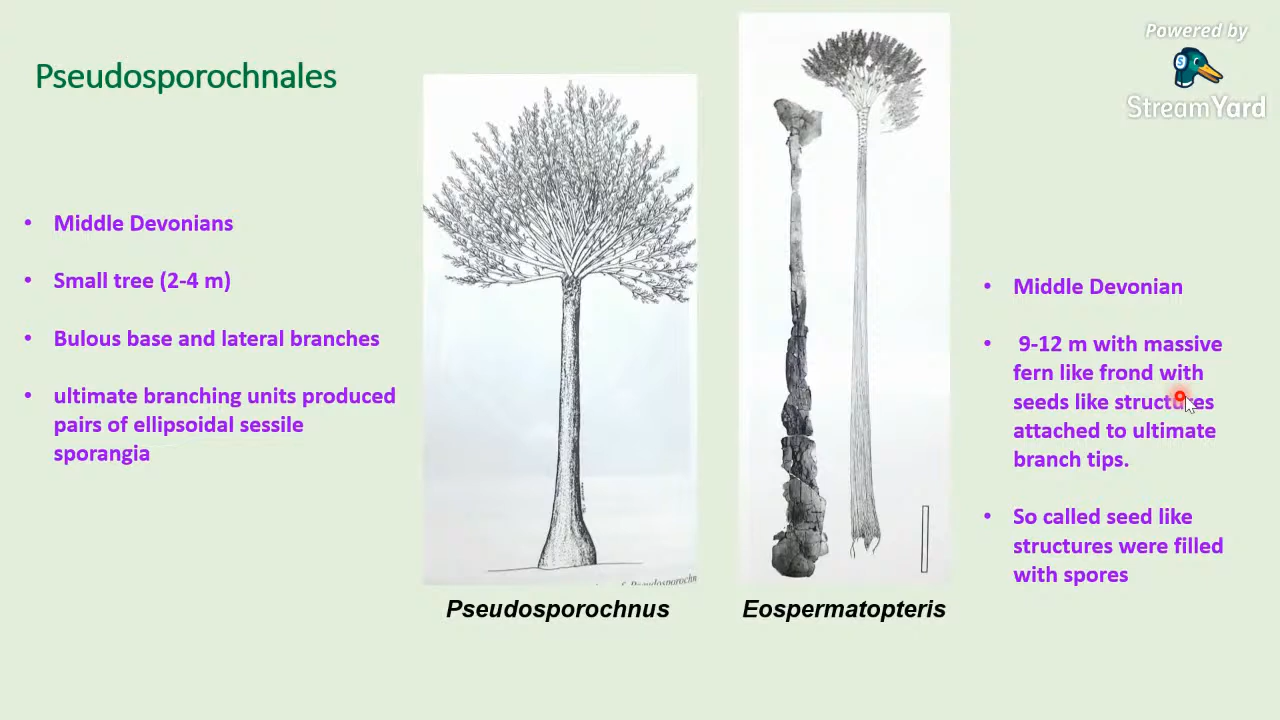 Powered by
StreamYard
Pseudosporochnales
• Middle Devonians
• Small tree (2-4 m)
• Bulous base and lateral branches
• ultimate branching units produced
pairs of ellipsoidal sessile
sporangia
Pseudosporochnus
Eospermatopteris
• Middle Devonian
• 9-12 m with massive
fern like frond with
seeds like structures
attached to ultimate
branch tips.
• So called seed like
structures were filled
with spores